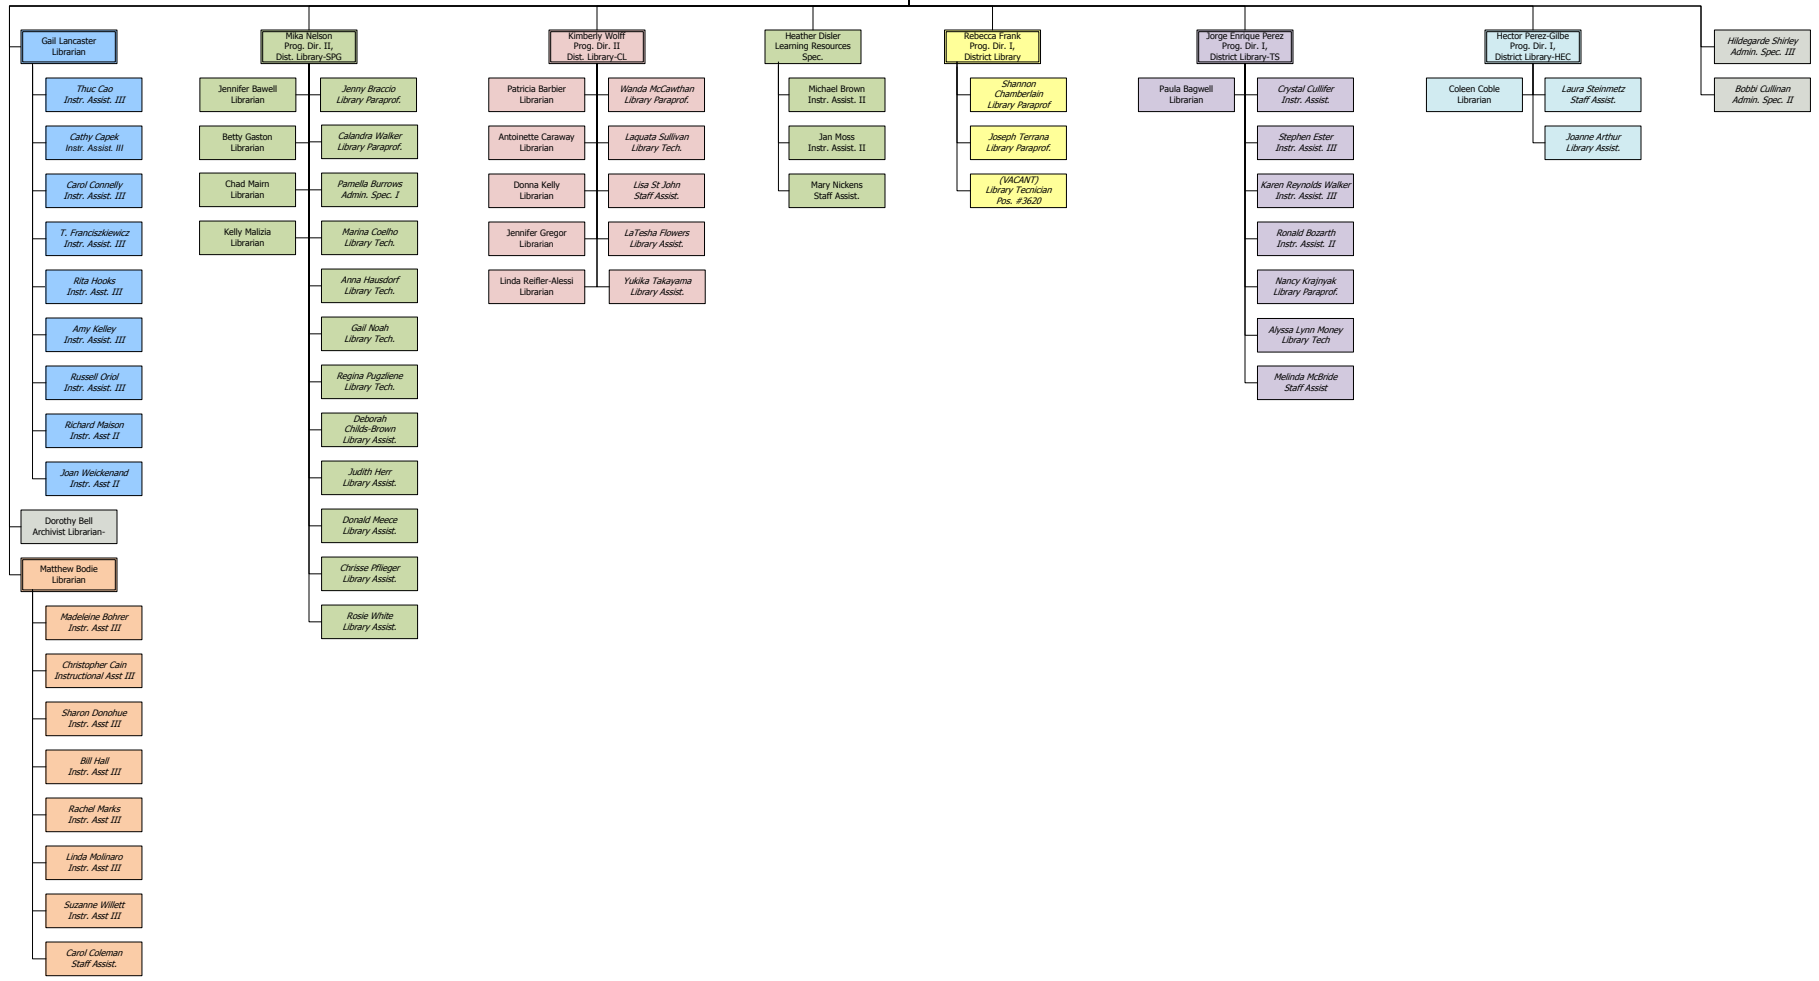 Gail Lancaster
Librarian
Thuc Cao
Instr. Assist. III
Cathy Capek
Instr. Assist. III
Carol Connelly
Instr. Assist. III
T. Franciszkiewicz
Instr. Assist. III
Rita Hooks
Instr. Asst. III
Amy Kelley
Instr. Assist. III
Russell Oriol
Instr. Assist. III
Richard Maison
Instr. Asst II
Joan Weickenand
Instr. Asst II
Dorothy Bell
Archivist Librarian-
Matthew Bodie
Librarian
Madeleine Bohrer
Instr. Asst III
Christopher Cain
Instructional Asst III
Sharon Donohue
Instr. Asst III
Bill Hall
Instr. Asst III
Rachel Marks
Instr. Asst III
Linda Molinaro
Instr. Asst III
Suzanne Willett
Instr. Asst III
Carol Coleman
Staff Assist.
Mika Nelson
Prog. Dir. II,
Dist. Library-SPG
Jennifer Bawell
Librarian
Betty Gaston
Librarian
Chad Mairn
Librarian
Kelly Malizia
Librarian
Jenny Braccio
Library Paraprof.
Calandra Walker
Library Paraprof.
Pamella Burrows
Admin. Spec. I
Marina Coelho
Library Tech.
Anna Hausdorf
Library Tech.
Gail Noah
Library Tech.
Regina Pugzliene
Library Tech.
Deborah
Childs-Brown
Library Assist.
Judith Herr
Library Assist.
Donald Meece
Library Assist.
Chrisse Pflieger
Library Assist.
Rosie White
Library Assist.
Kimberly Wolff
Prog. Dir. II
Dist. Library-CL
Patricia Barbier
Librarian
Antoinette Caraway
Librarian
Donna Kelly
Librarian
Jennifer Gregor
Librarian
Linda Reifler-Alessi
Librarian
Wanda McCawthan
Library Paraprof.
Laquata Sullivan
Library Tech.
Lisa St John
Staff Assist.
LaTesha Flowers
Library Assist.
Yukika Takayama
Library Assist.
Heather Disler
Learning Resources
Spec.
Michael Brown
Instr. Assist. II
Jan Moss
Instr. Assist. II
Mary Nickens
Staff Assist.
Rebecca Frank
Prog. Dir. I,
District Library
Shannon
Chamberlain
Library Paraprof
Joseph Terrana
Library Paraprof.
(VACANT)
Library Tecnician
Pos. #3620
Jorge Enrique Perez
Prog. Dir. I,
District Library-TS
Paula Bagwell
Librarian
Crystal Cullifer
Instr. Assist.
Stephen Ester
Instr. Assist. III
Karen Reynolds Walker
Instr. Assist. III
Ronald Bozarth
Instr. Assist. II
Nancy Krajnyak
Library Paraprof.
Alyssa Lynn Money
Library Tech
Melinda McBride
Staff Assist
Hector Perez-Gilbe
Prog. Dir. I,
District Library-HEC
Coleen Coble
Librarian
Laura Steinmetz
Staff Assist.
Joanne Arthur
Library Assist.
Hildegarde Shirley
Admin. Spec. III
Bobbi Cullinan
Admin. Spec. II